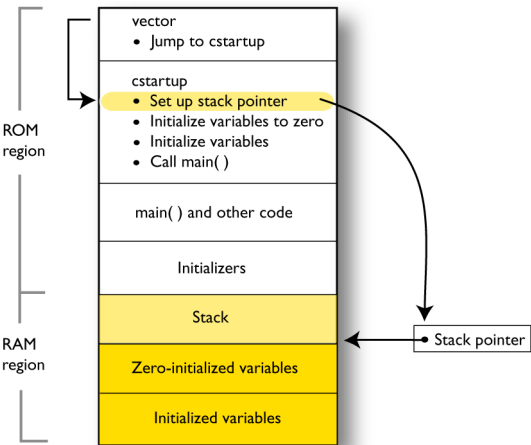 vector
• Jump to cstartup
cstartup
• Set up stack pointer
• Initialize variables to zero
• Initialize variables
• Call main( )
ROM
region
main( ) and other code
Initializers
Stack
RAM
region
Stack pointer
Zero-initialized variables
Initialized variables